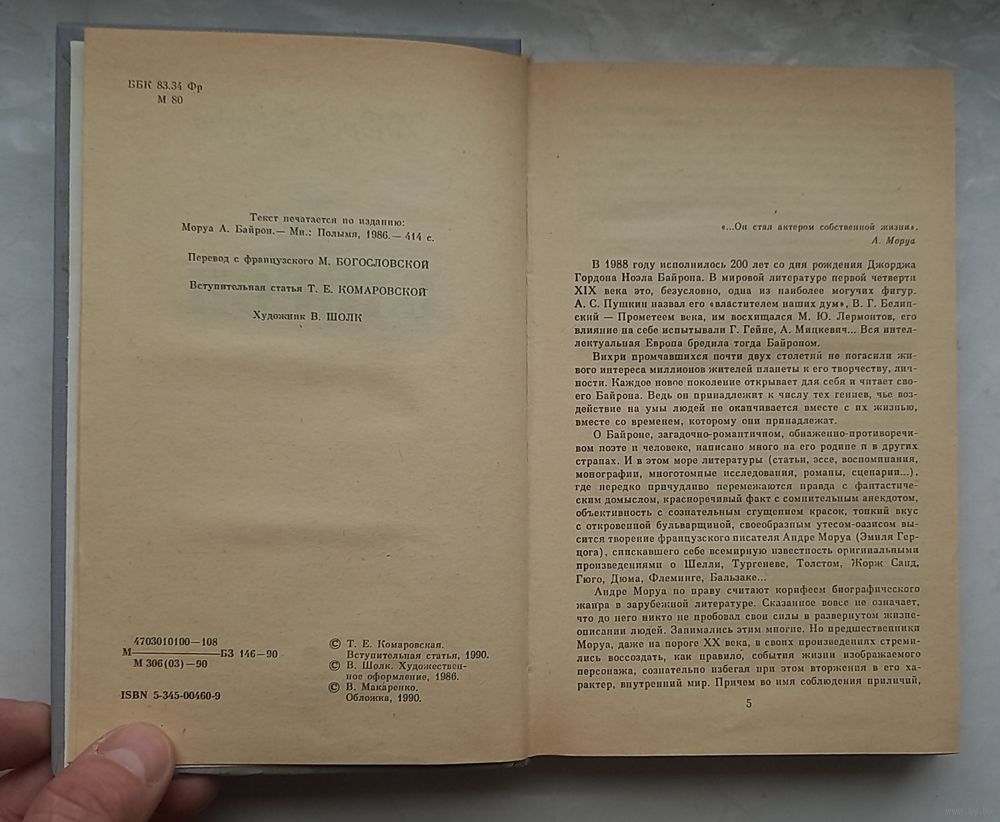 ББК 83.34 Фр
М 80
Текст печатается по изданию:
Моруа А. Байрон.— Мн.: Полымя, 1986.— 414 с.
Перевод с французского М. БОГОСЛОВСКОЙ
Вступительная статья Т. Е. КОМАРОВСКОЙ
Художник В. ШОЛК
4703010100—108
М————БЗ 146—90
М 306(03)—90
ISBN 5-345-00460-9
© Т. Е. Комаровская.
Вступительная статья, 1990.
© В. Шолк. Художествен-
ное оформление, 1986.
© В. Макаренко.
Обложка, 1990.
«...Он стал актером собственной жизни».
А. Моруа
В 1988 году исполнилось 200 лет со дня рождения Джорджа
Гордона Ноэла Байрона. В мировой литературе первой четверти
XIX века это, безусловно, одна из наиболее могучих фигур.
А. С. Пушкин назвал его «властителем наших дум», В. Г. Белин-
ский — Прометеем века, им восхищался М. Ю. Лермонтов, его
влияние на себе испытывали Г. Гейне, А. Мицкевич... Вся интел-
лектуальная Европа бредила тогда Байроном.
Вихри промчавшихся почти двух столетий не погасили жи-
вого интереса миллионов жителей планеты к его творчеству, лич-
ности. Каждое новое поколение открывает для себя и читает сво-
его Байрона. Ведь он принадлежит к числу тех гениев, чье воз-
действие на умы людей не оканчивается вместе с их жизнью,
вместе со временем, которому они принадлежат.
О Байроне, загадочно-романтичном, обнаженно-противоречи-
вом поэте и человеке, написано много на его родине и в других
странах. И в этом море литературы (статьи, эссе, воспоминания,
монографии, многотомные исследования, романы, сценарии...),
где нередко причудливо перемежаются правда с фантастиче-
ским домыслом, красноречивый факт с сомнительным анекдотом,
объективность с сознательным сгущением красок, тонкий вкус
с откровенной бульварщиной, своеобразным утесом-оазисом вы-
сится творение французского писателя Андре Моруа (Эмиля Гер-
цога), снискавшего себе всемирную известность оригинальными
произведениями о Шелли, Тургеневе, Толстом, Жорж Санд,
Гюго, Дюма, Флеминге, Бальзаке...
Андре Моруа по праву считают корифеем биографического
жанра в зарубежной литературе. Сказанное вовсе не означает,
что до него никто не пробовал свои силы в развернутом жизне-
описании людей. Занимались этим многие. Но предшественники
Моруа, даже на пороге XX века, в своих произведениях стреми-
лись воссоздать, как правило, события жизни изображаемого
персонажа, сознательно избегая при этом вторжения в его ха-
рактер, внутренний мир. Причем во имя соблюдения приличий,
5